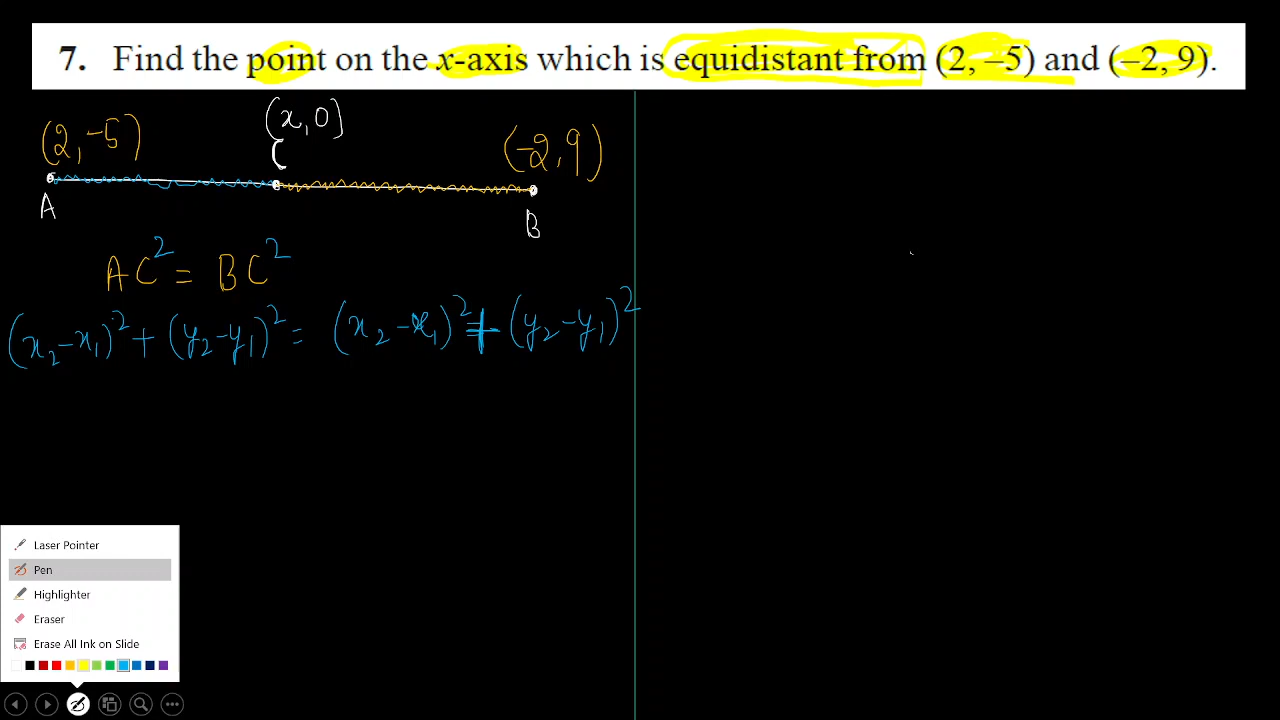 7. Find the point on the x-axis which is equidistant from (2, –5) and (–2, 9).
(x, 0)
(2, -5) C (-2, 9)
A B
AC² = BC²
(x₂-x₁)² + (y₂-y₁)² = (x₂-x₁)² + (y₂-y₁)²
Laser Pointer
Pen
Highlighter
Eraser
Erase All Ink on Slide